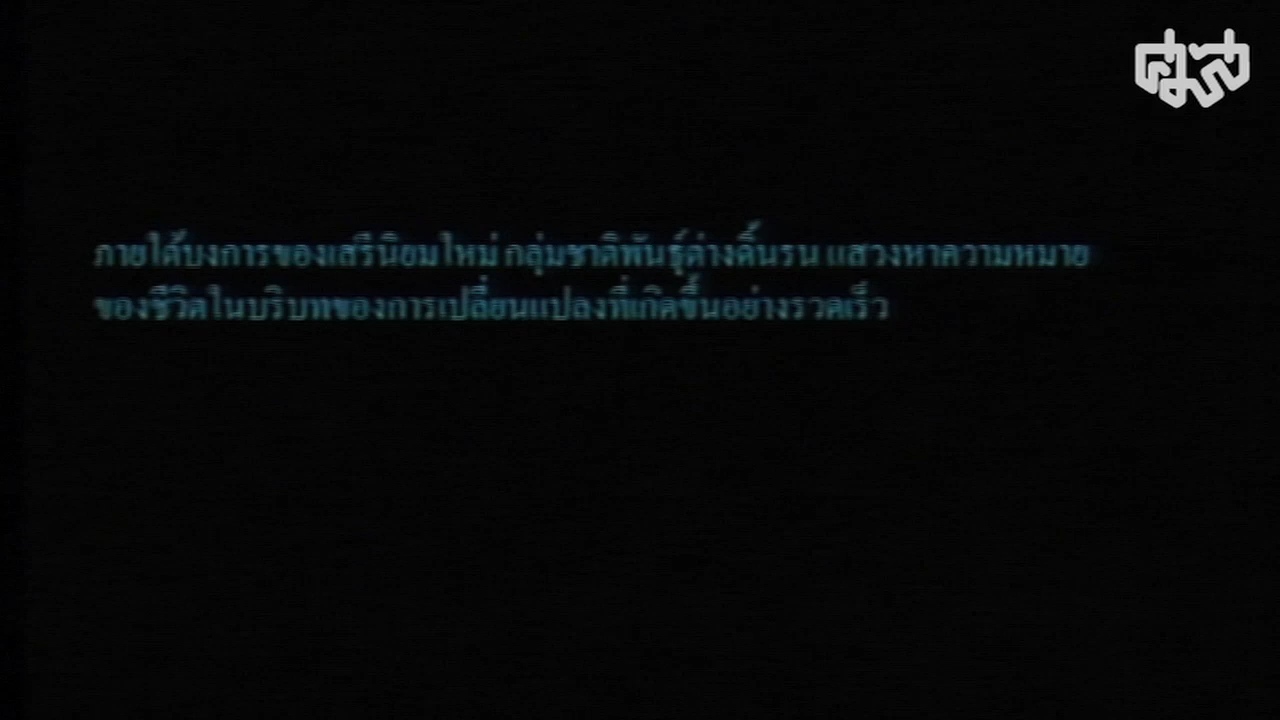 ศมส
ภายใต้บงการของเสรีนิยมใหม่ กลุ่มชาติพันธุ์ต่างดิ้นรน แสวงหาความหมาย
ของชีวิตในบริบทของการเปลี่ยนแปลงที่เกิดขึ้นอย่างรวดเร็ว